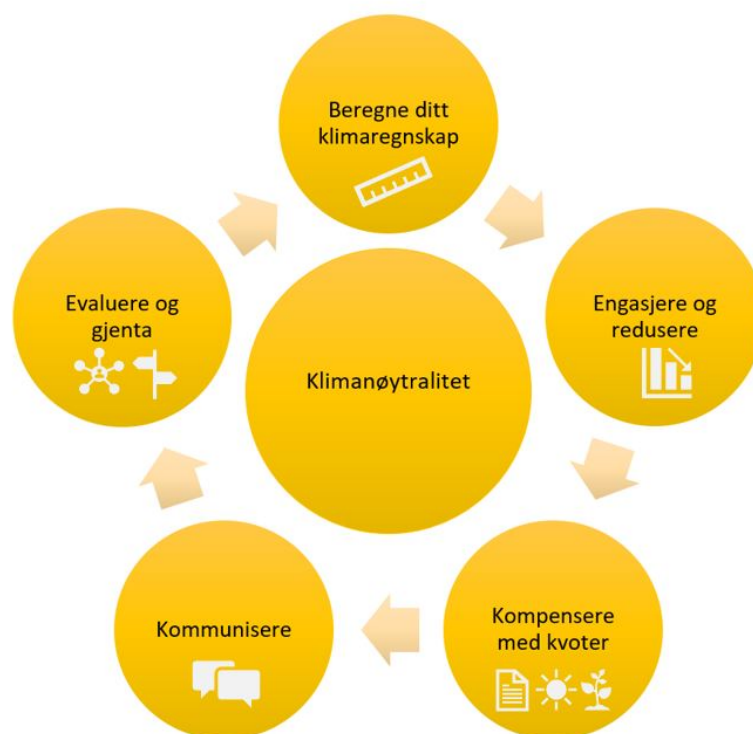 Beregne ditt
klimaregnskap
Engasjere og
redusere
Kompensere
med kvoter
Kommunisere
Evaluere og
gjenta
Klimanøytralitet